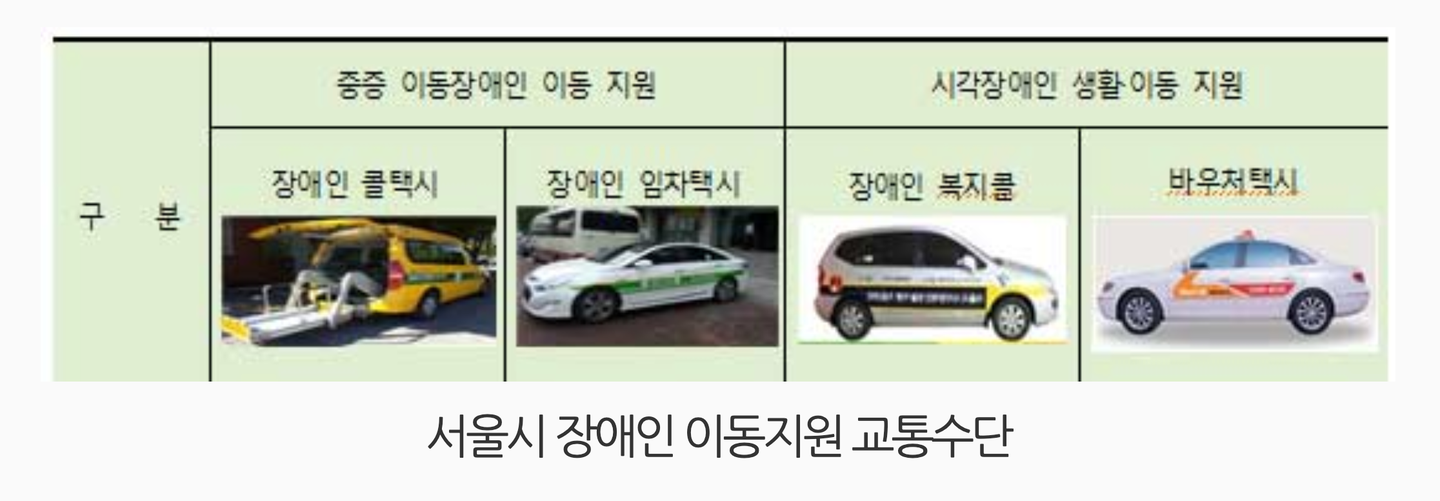 구 분
중증 이동장애인 이동 지원
시각장애인 생활·이동 지원
장애인 콜택시
장애인 임차택시
장애인 복지콜
바우처택시
서울시 장애인 이동지원 교통수단